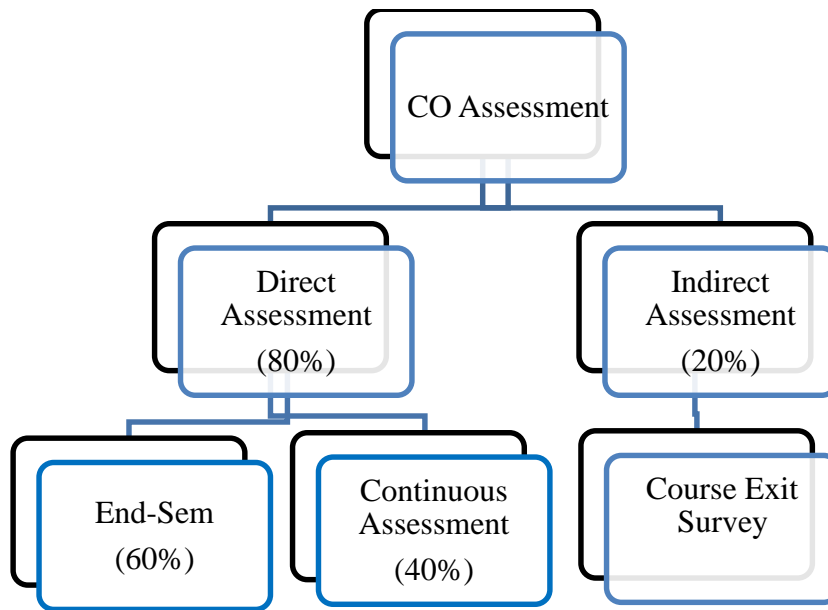 CO Assessment
Direct
Assessment
(80%)
Indirect
Assessment
(20%)
End-Sem
(60%)
Continuous
Assessment
(40%)
Course Exit
Survey